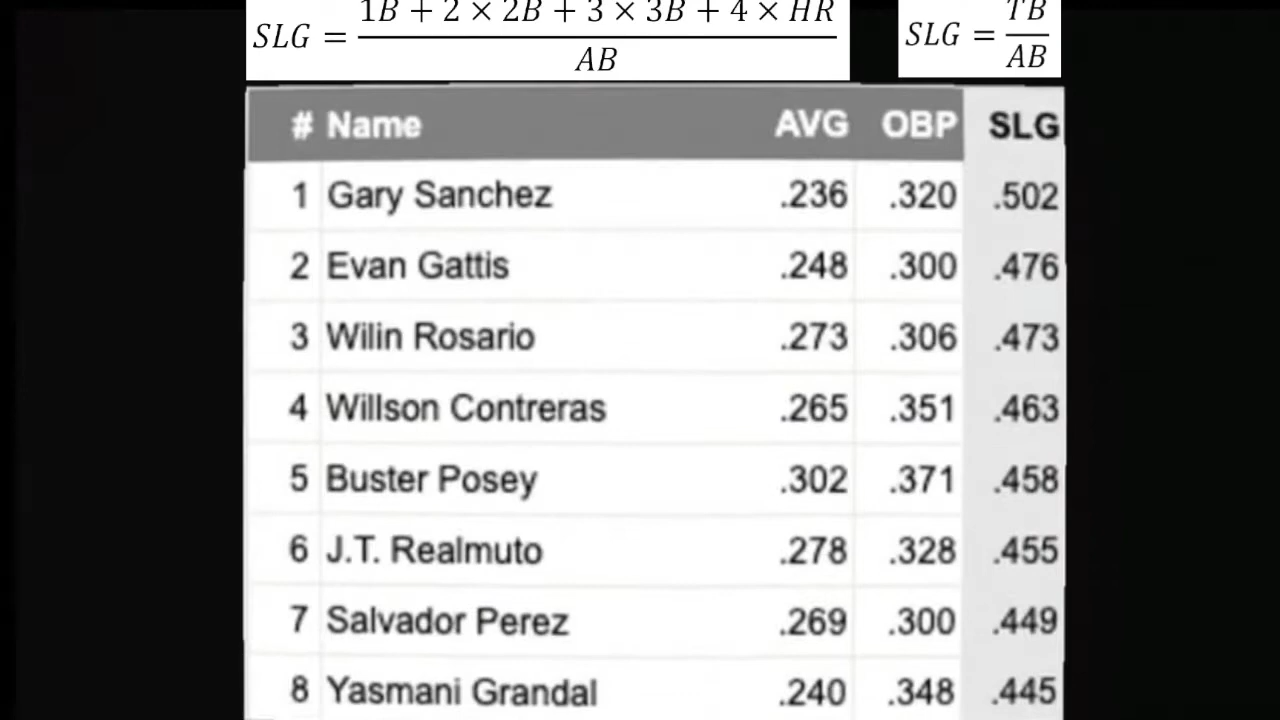 SLG = 1B + 2 × 2B + 3 × 3B + 4 × HR / AB
SLG = TB / AB
# Name AVG OBP SLG
1 Gary Sanchez .236 .320 .502
2 Evan Gattis .248 .300 .476
3 Wilin Rosario .273 .306 .473
4 Willson Contreras .265 .351 .463
5 Buster Posey .302 .371 .458
6 J.T. Realmuto .278 .328 .455
7 Salvador Perez .269 .300 .449
8 Yasmani Grandal .240 .348 .445